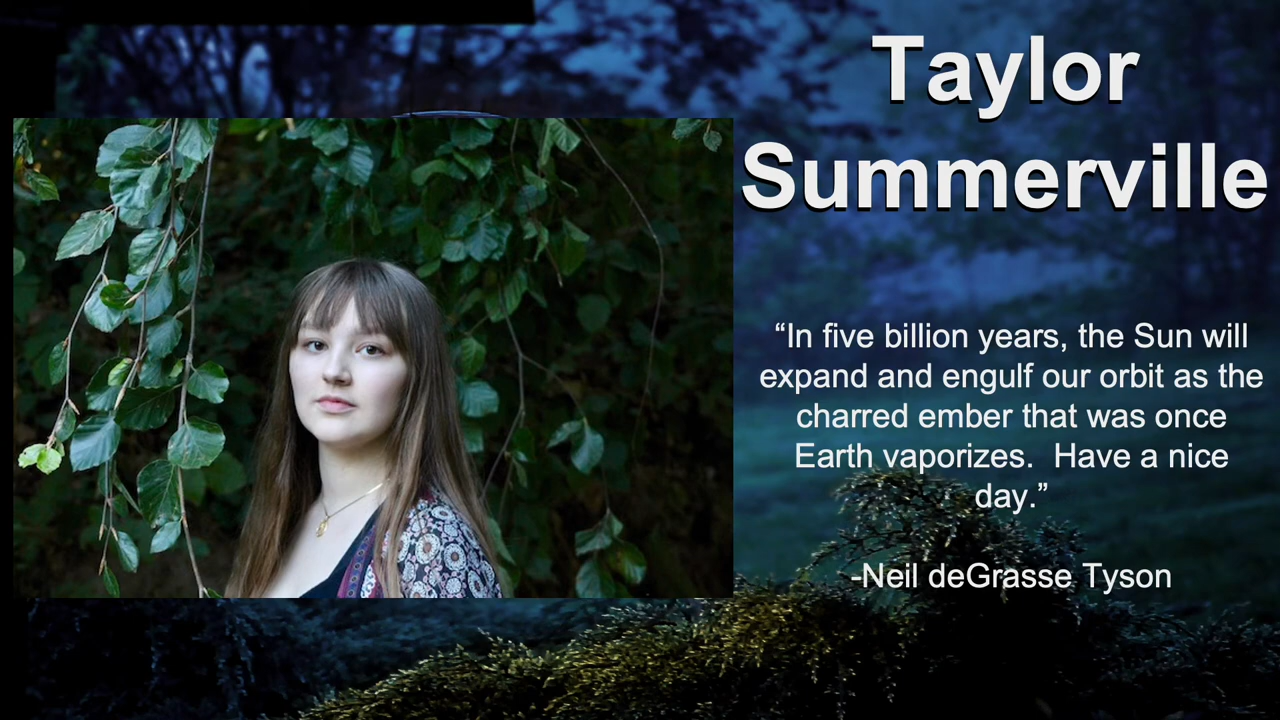 Taylor
Summerville
“In five billion years, the Sun will
expand and engulf our orbit as the
charred ember that was once
Earth vaporizes.  Have a nice
day.”
-Neil deGrasse Tyson